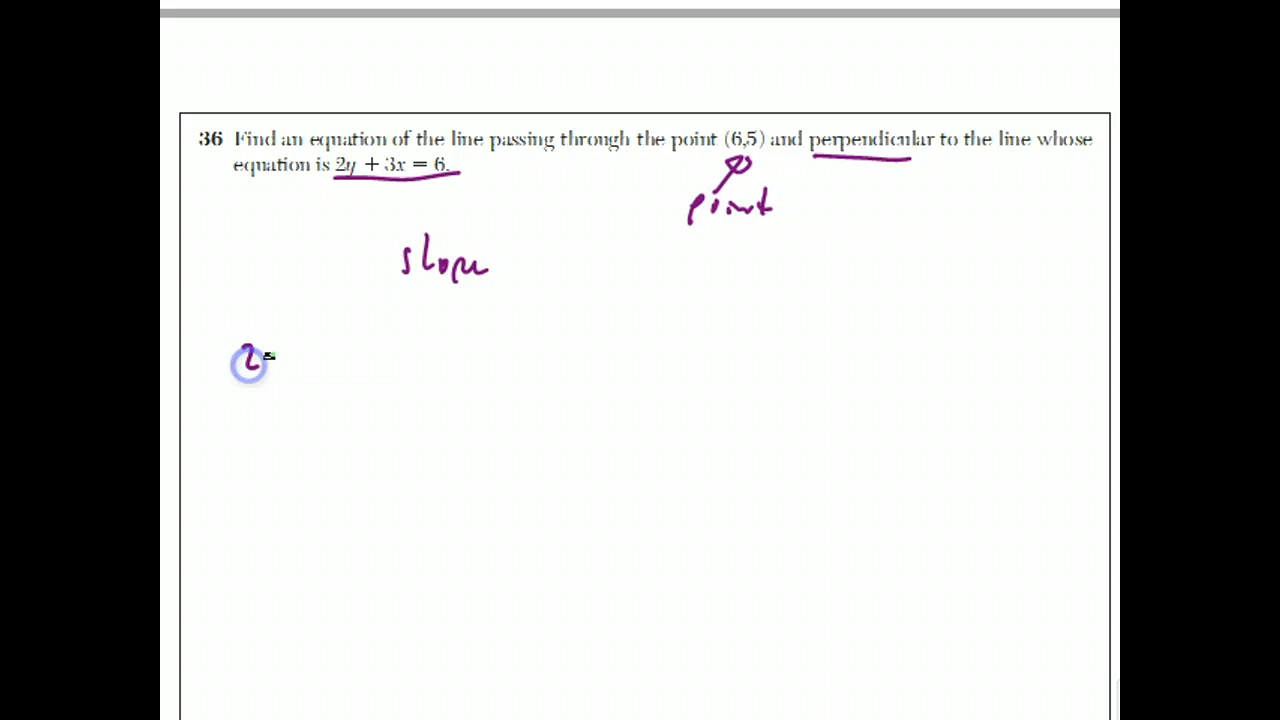 36 Find an equation of the line passing through the point (6,5) and perpendicular to the line whose
equation is 2y + 3x = 6.
point
slope
2